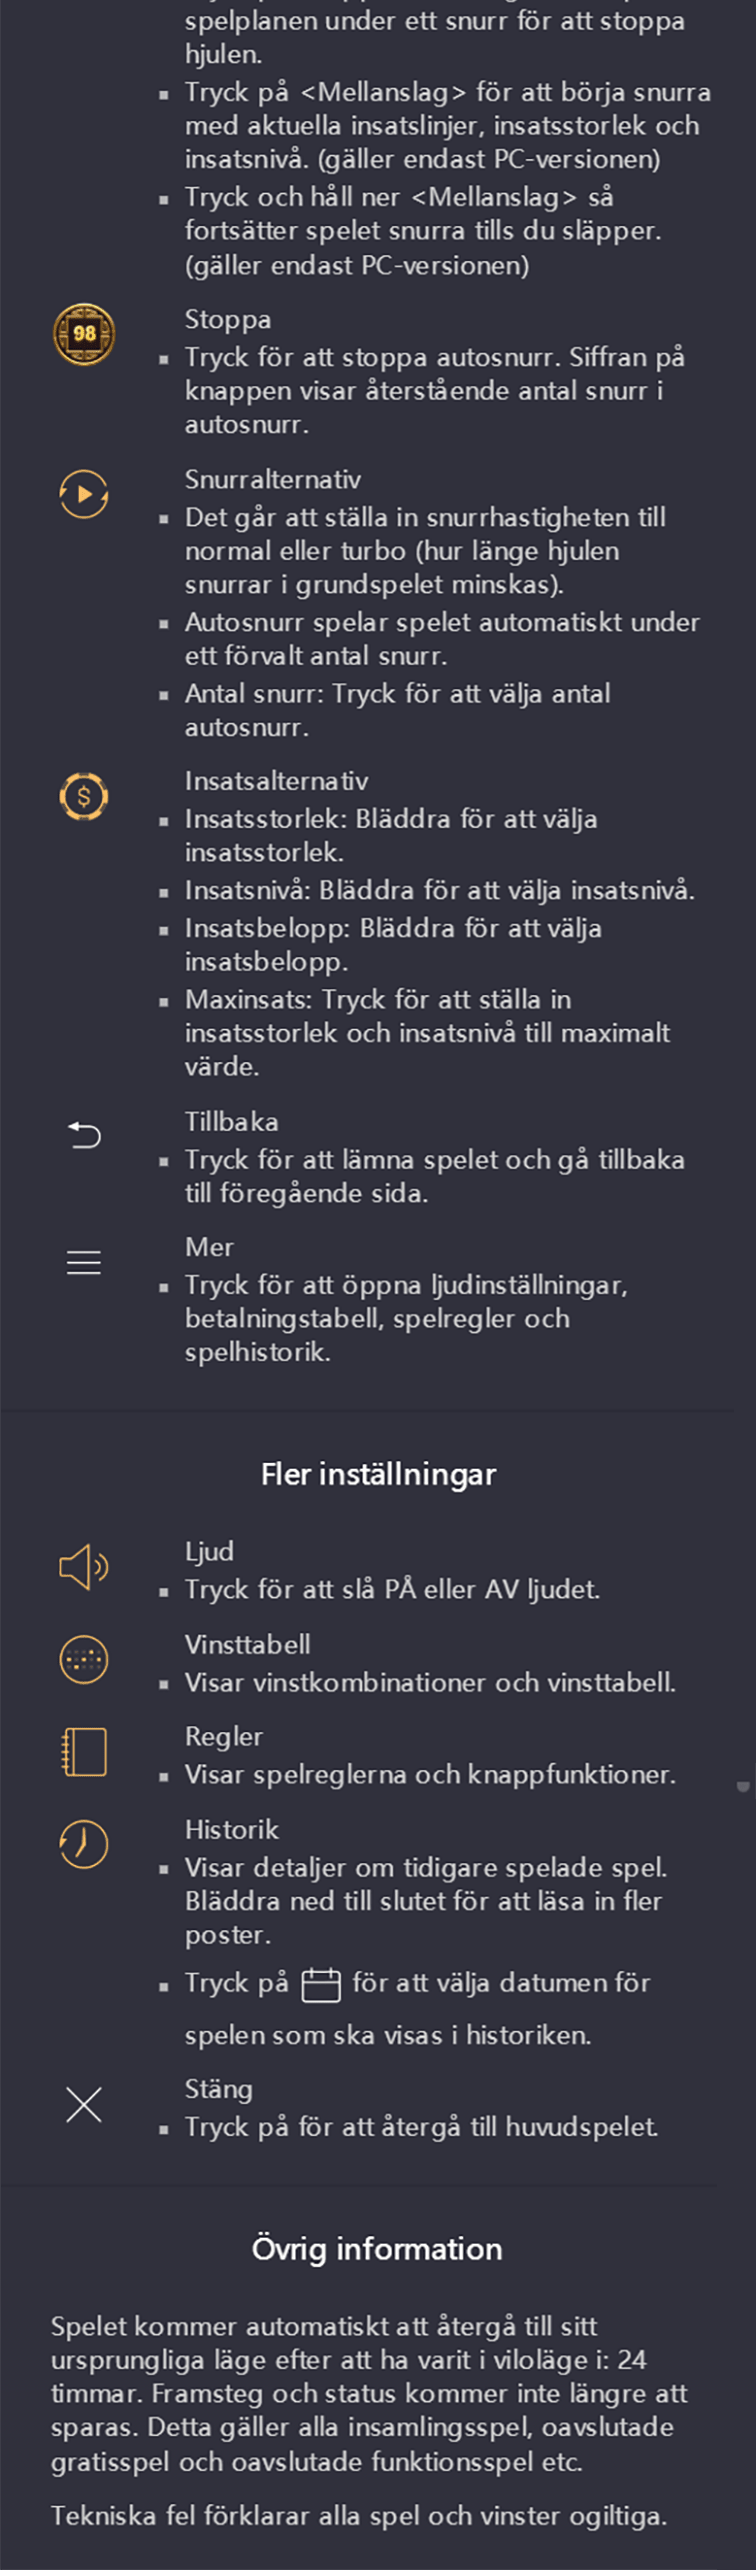 spelplanen under ett snurr för att stoppa
hjulen.
▪ Tryck på <Mellanslag> för att börja snurra
med aktuella insatslinjer, insatsstorlek och
insatsnivå. (gäller endast PC-versionen)
▪ Tryck och håll ner <Mellanslag> så
fortsätter spelet snurra tills du släpper.
(gäller endast PC-versionen)
98
Stoppa
▪ Tryck för att stoppa autosnurr. Siffran på
knappen visar återstående antal snurr i
autosnurr.
Snurralternativ
▪ Det går att ställa in snurrhastigheten till
normal eller turbo (hur länge hjulen
snurrar i grundspelet minskas).
▪ Autosnurr spelar spelet automatiskt under
ett förvalt antal snurr.
▪ Antal snurr: Tryck för att välja antal
autosnurr.
$
Insatsalternativ
▪ Insatsstorlek: Bläddra för att välja
insatsstorlek.
▪ Insatsnivå: Bläddra för att välja insatsnivå.
▪ Insatsbelopp: Bläddra för att välja
insatsbelopp.
▪ Maxinsats: Tryck för att ställa in
insatsstorlek och insatsnivå till maximalt
värde.
Tillbaka
▪ Tryck för att lämna spelet och gå tillbaka
till föregående sida.
Mer
▪ Tryck för att öppna ljudinställningar,
betalningstabell, spelregler och
spelhistorik.
Fler inställningar
Ljud
▪ Tryck för att slå PÅ eller AV ljudet.
Vinsttabell
▪ Visar vinstkombinationer och vinsttabell.
Regler
▪ Visar spelreglerna och knappfunktioner.
Historik
▪ Visar detaljer om tidigare spelade spel.
Bläddra ned till slutet för att läsa in fler
poster.
▪ Tryck på för att välja datumen för
spelen som ska visas i historiken.
Stäng
▪ Tryck på för att återgå till huvudspelet.
Övrig information
Spelet kommer automatiskt att återgå till sitt
ursprungliga läge efter att ha varit i viloläge i: 24
timmar. Framsteg och status kommer inte längre att
sparas. Detta gäller alla insamlingsspel, oavslutade
gratisspel och oavslutade funktionsspel etc.
Tekniska fel förklarar alla spel och vinster ogiltiga.